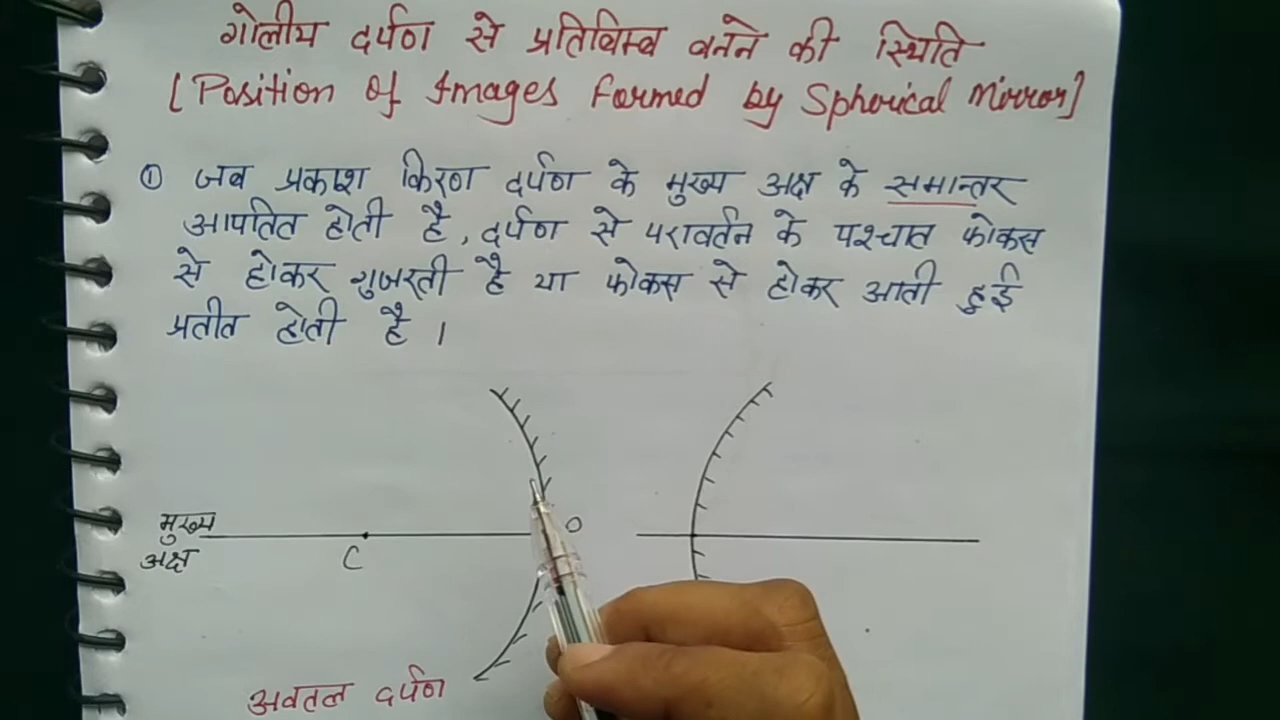 गोलीय दर्पण से प्रतिविम्ब बनने की स्थिति
[Position of Images formed by Spherical Mirror]
① जब प्रकाश किरण दर्पण के मुख्य अक्ष के समान्तर
आपतित होती है, दर्पण से परावर्तन के पश्चात फोकस
से होकर गुजरती है या फोकस से होकर आती हुई
प्रतीत होती है ।
मुख्य
अक्ष
C
O
अवतल दर्पण